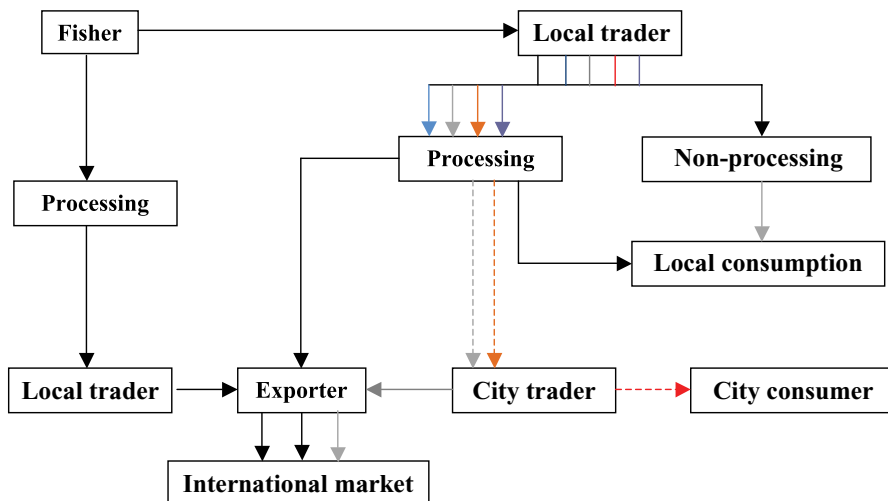 Fisher
Local trader
Processing
Non-processing
Processing
Local consumption
Local trader
Exporter
City trader
City consumer
International market